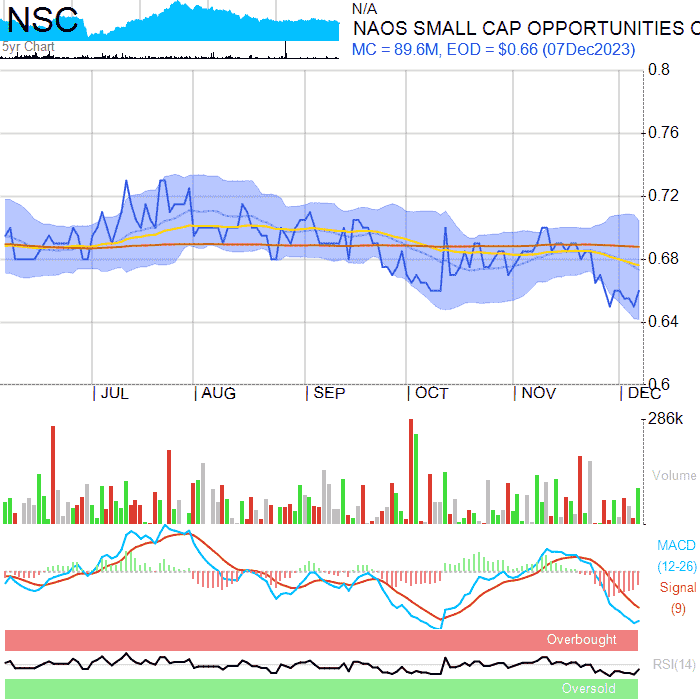 NSC
5yr Chart
N/A
NAOS SMALL CAP OPPORTUNITIES C
MC = 89.6M, EOD = $0.66 (07Dec2023)
0.8
0.76
0.72
0.68
0.64
0.6
JUL AUG SEP OCT NOV DEC
286k
Volume
MACD
(12-26)
Signal
(9)
Overbought
RSI(14)
Oversold